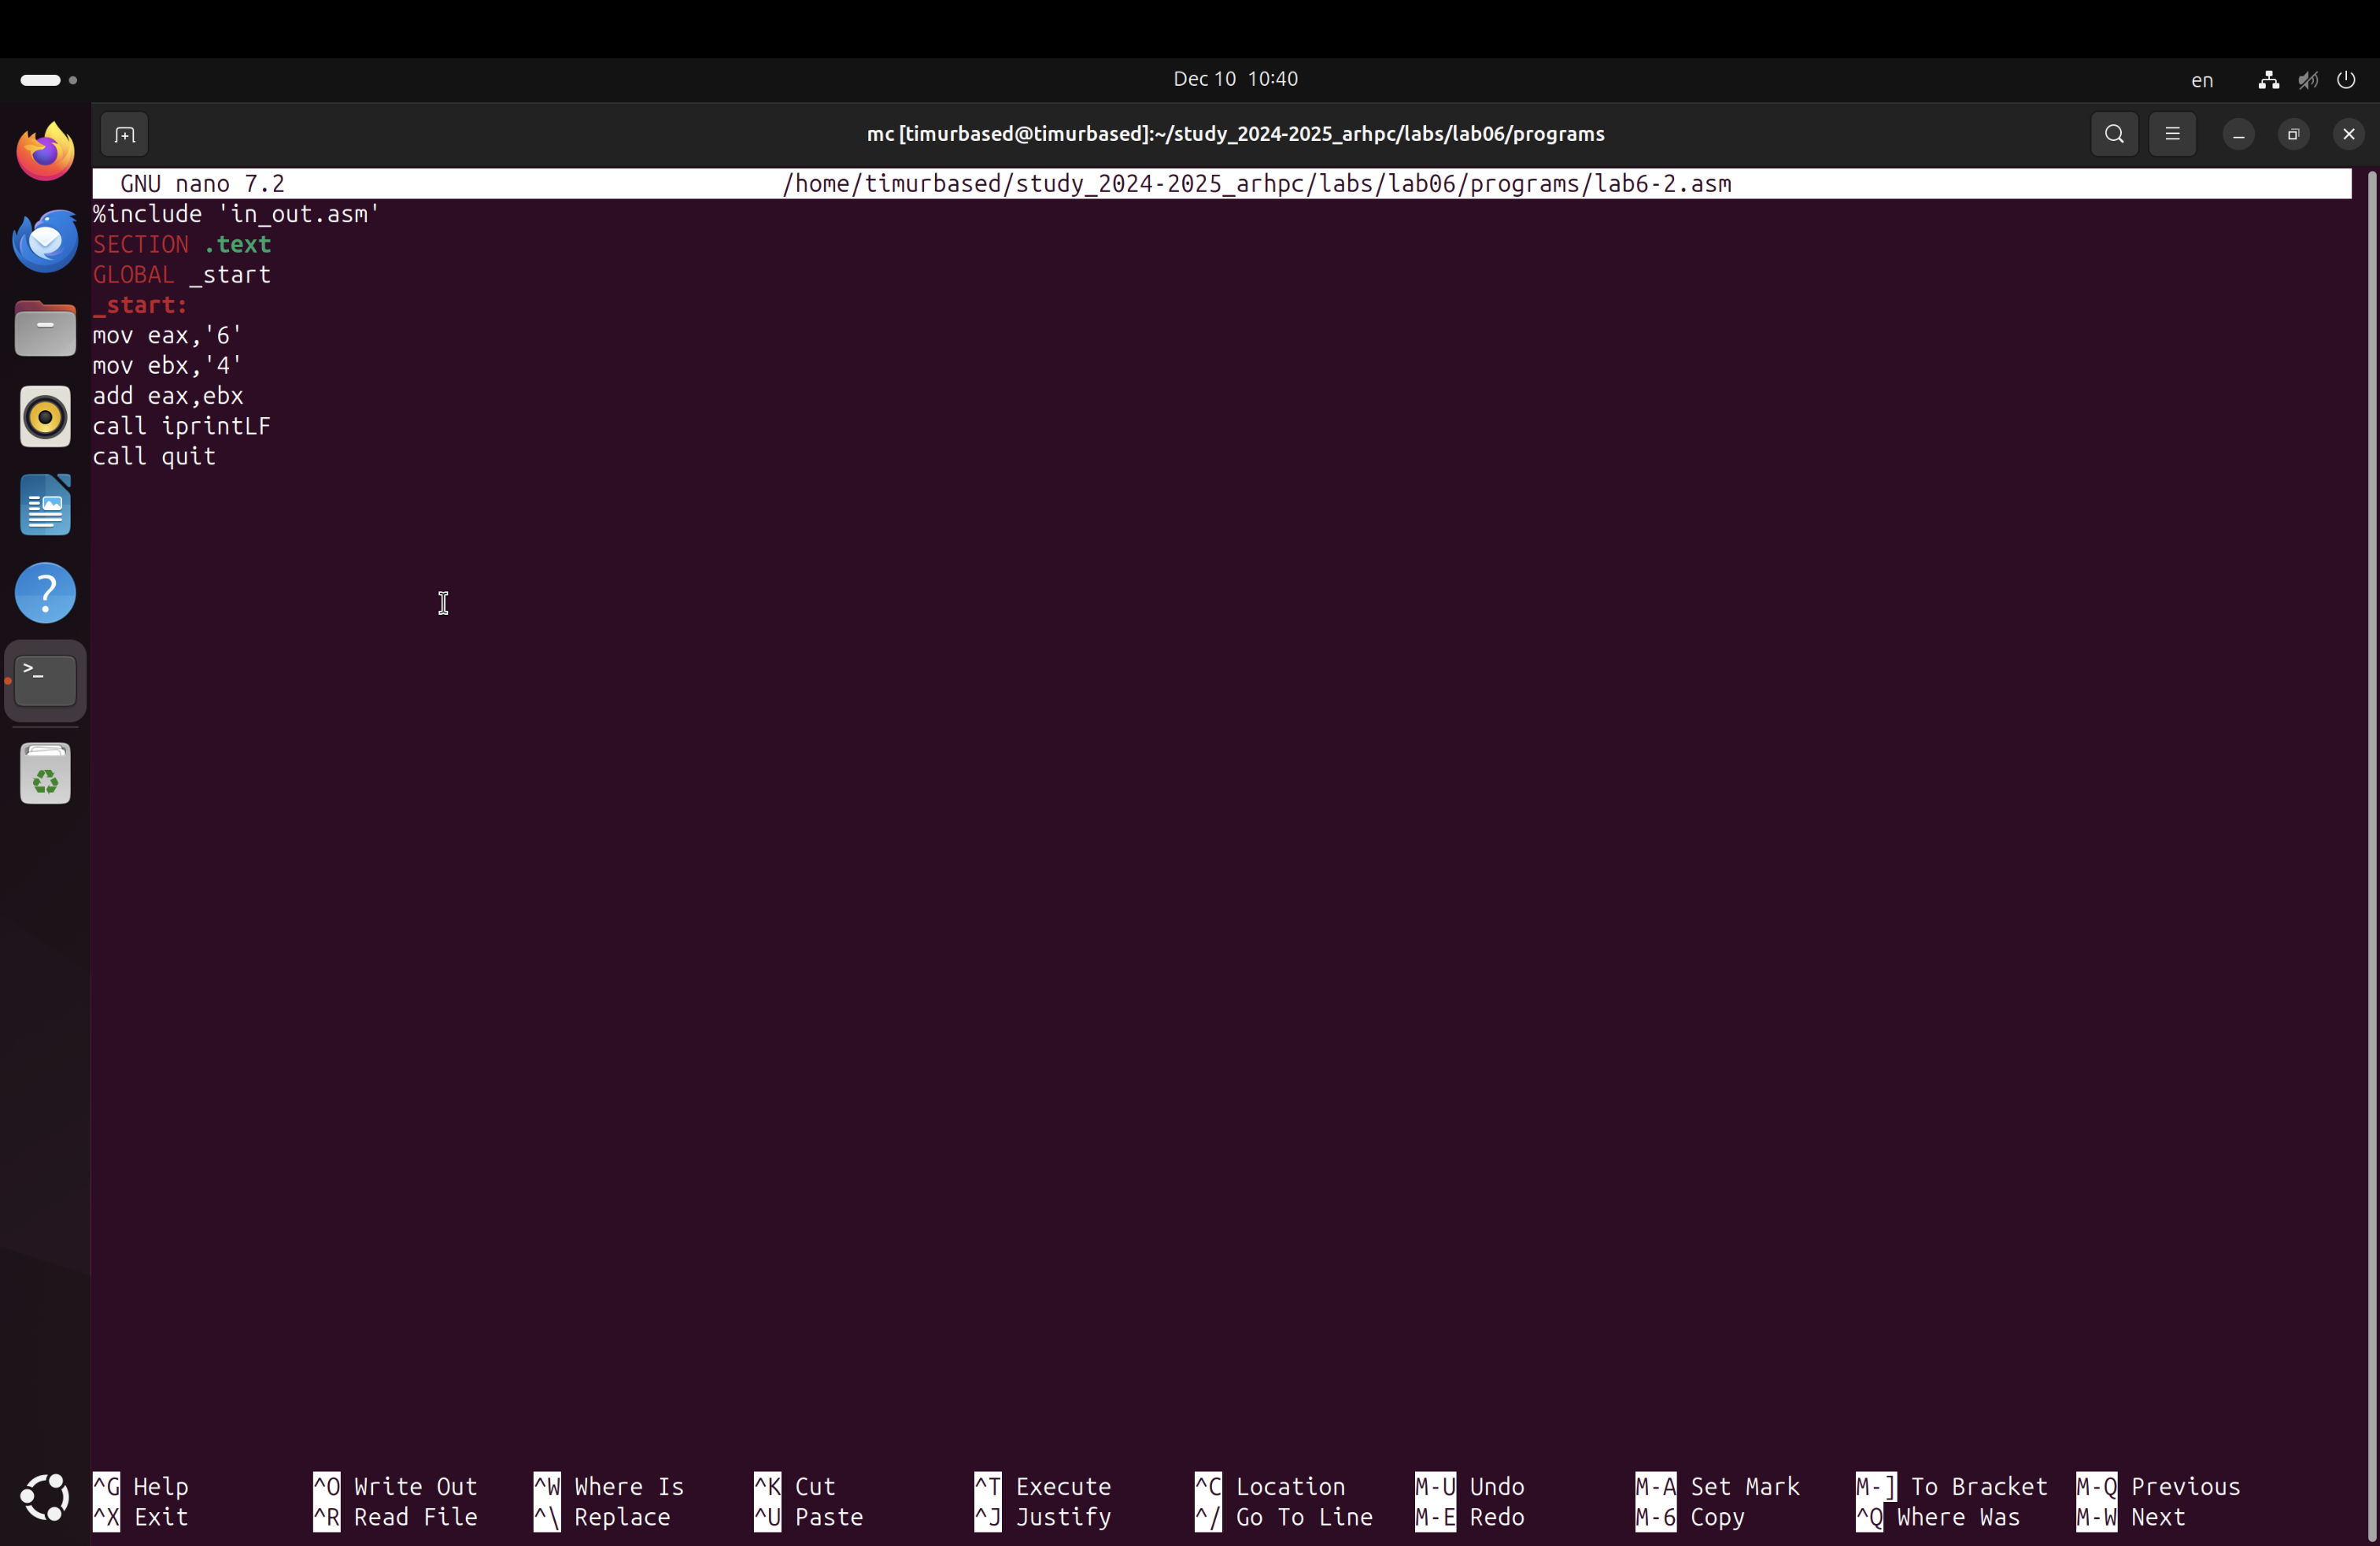 Dec 10 10:40
en
mc [timurbased@timurbased]:~/study_2024-2025_arhpc/labs/lab06/programs
GNU nano 7.2 /home/timurbased/study_2024-2025_arhpc/labs/lab06/programs/lab6-2.asm
%include 'in_out.asm'
SECTION .text
GLOBAL _start
_start:
mov eax,'6'
mov ebx,'4'
add eax,ebx
call iprintLF
call quit
^G Help ^O Write Out ^W Where Is ^K Cut ^T Execute ^C Location M-U Undo M-A Set Mark M-] To Bracket M-Q Previous
^X Exit ^R Read File ^\ Replace ^U Paste ^J Justify ^/ Go To Line M-E Redo M-6 Copy ^Q Where Was M-W Next